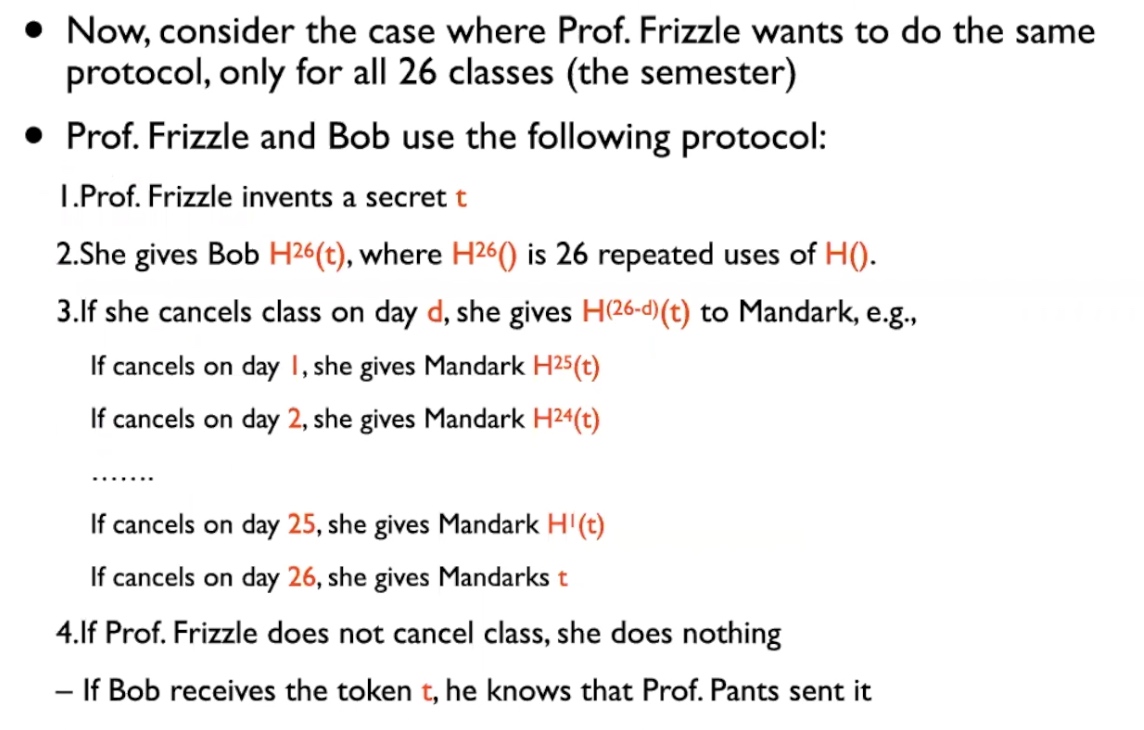 • Now, consider the case where Prof. Frizzle wants to do the same
protocol, only for all 26 classes (the semester)
• Prof. Frizzle and Bob use the following protocol:
1.Prof. Frizzle invents a secret t
2.She gives Bob H²⁶(t), where H²⁶() is 26 repeated uses of H().
3.If she cancels class on day d, she gives H⁽²⁶⁻ᵈ⁾(t) to Mandark, e.g.,
If cancels on day 1, she gives Mandark H²⁵(t)
If cancels on day 2, she gives Mandark H²⁴(t)
.......
If cancels on day 25, she gives Mandark H¹(t)
If cancels on day 26, she gives Mandarks t
4.If Prof. Frizzle does not cancel class, she does nothing
– If Bob receives the token t, he knows that Prof. Pants sent it